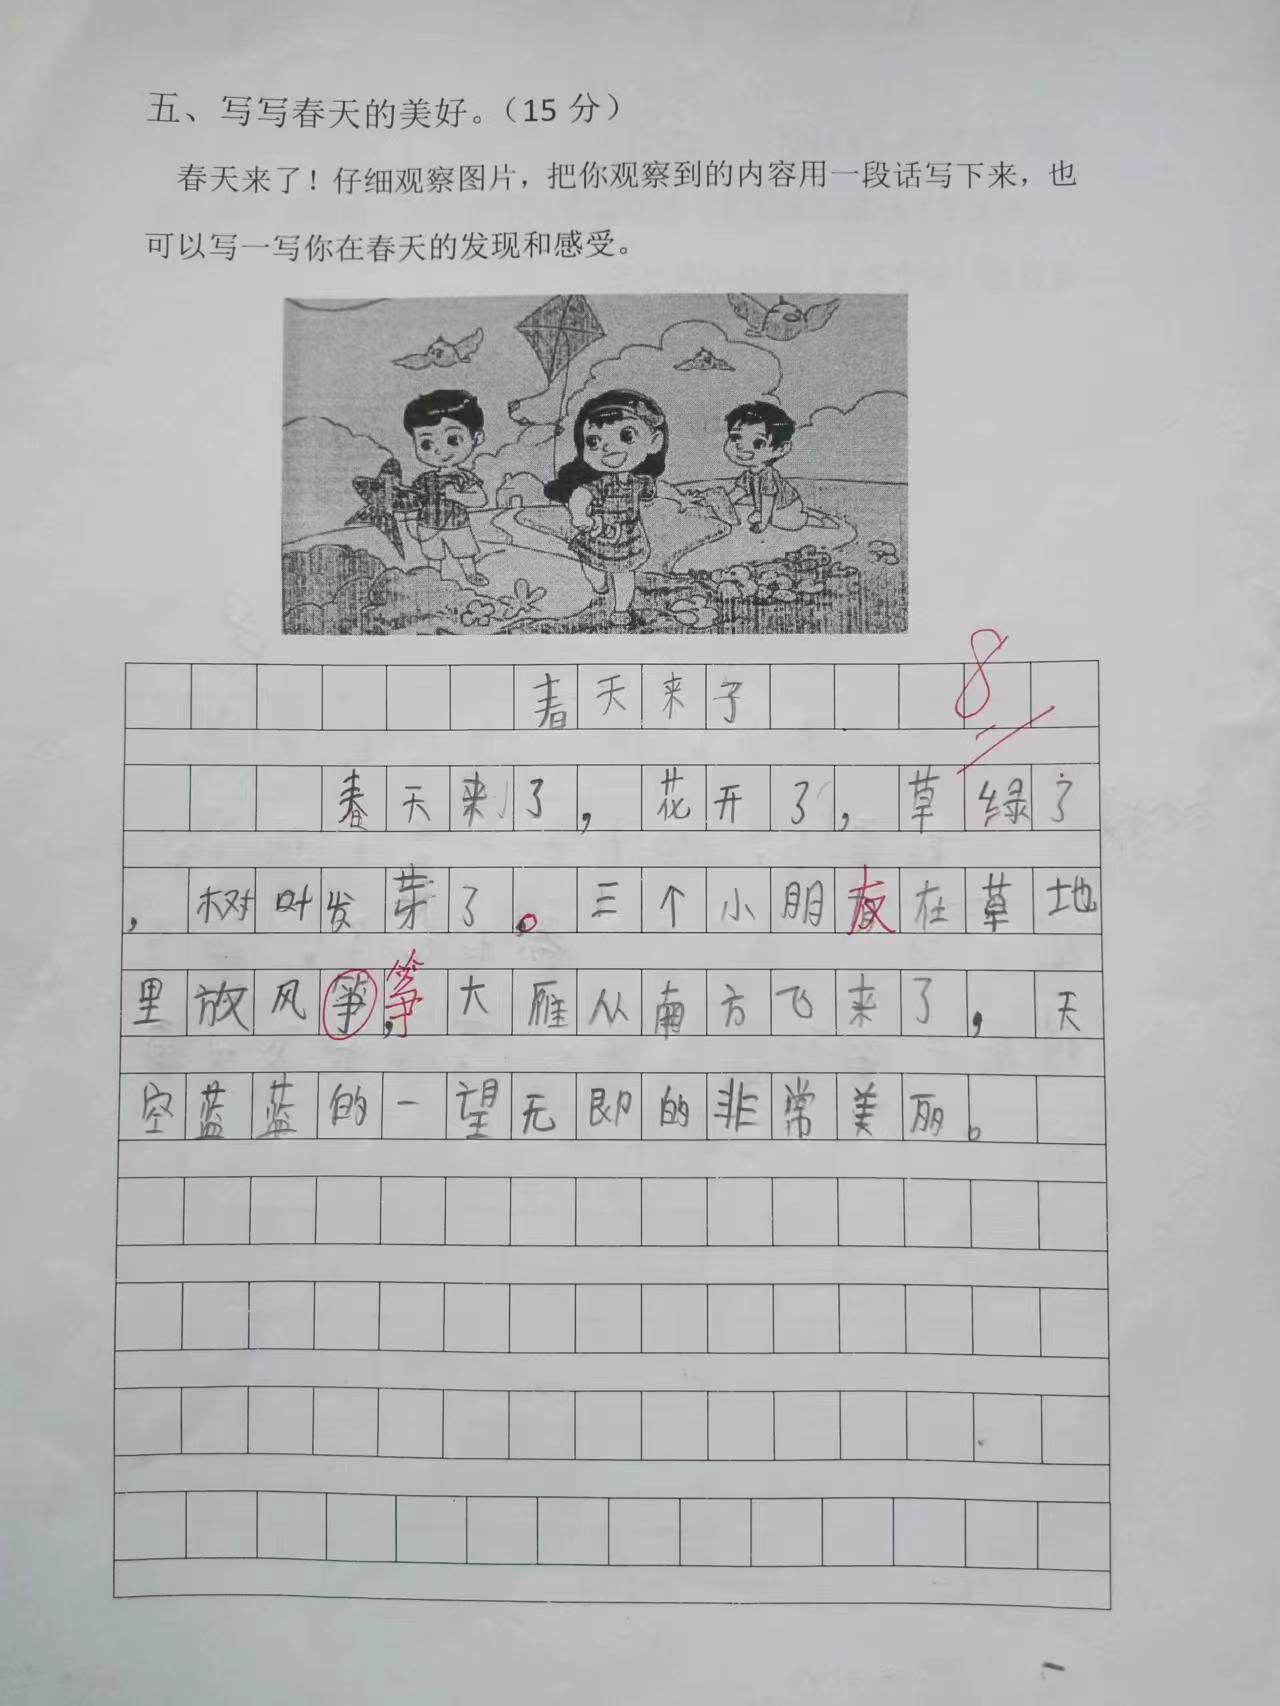 五、写写春天的美好。（15 分）
春天来了！仔细观察图片，把你观察到的内容用一段话写下来，也
可以写一写你在春天的发现和感受。
春天来了
8
春天来了，花开了，草绿了
，树叶发芽了。三个小朋友在草地
里放风筝，筝大雁从南方飞来了，天
空蓝蓝的一望无即的非常美丽。